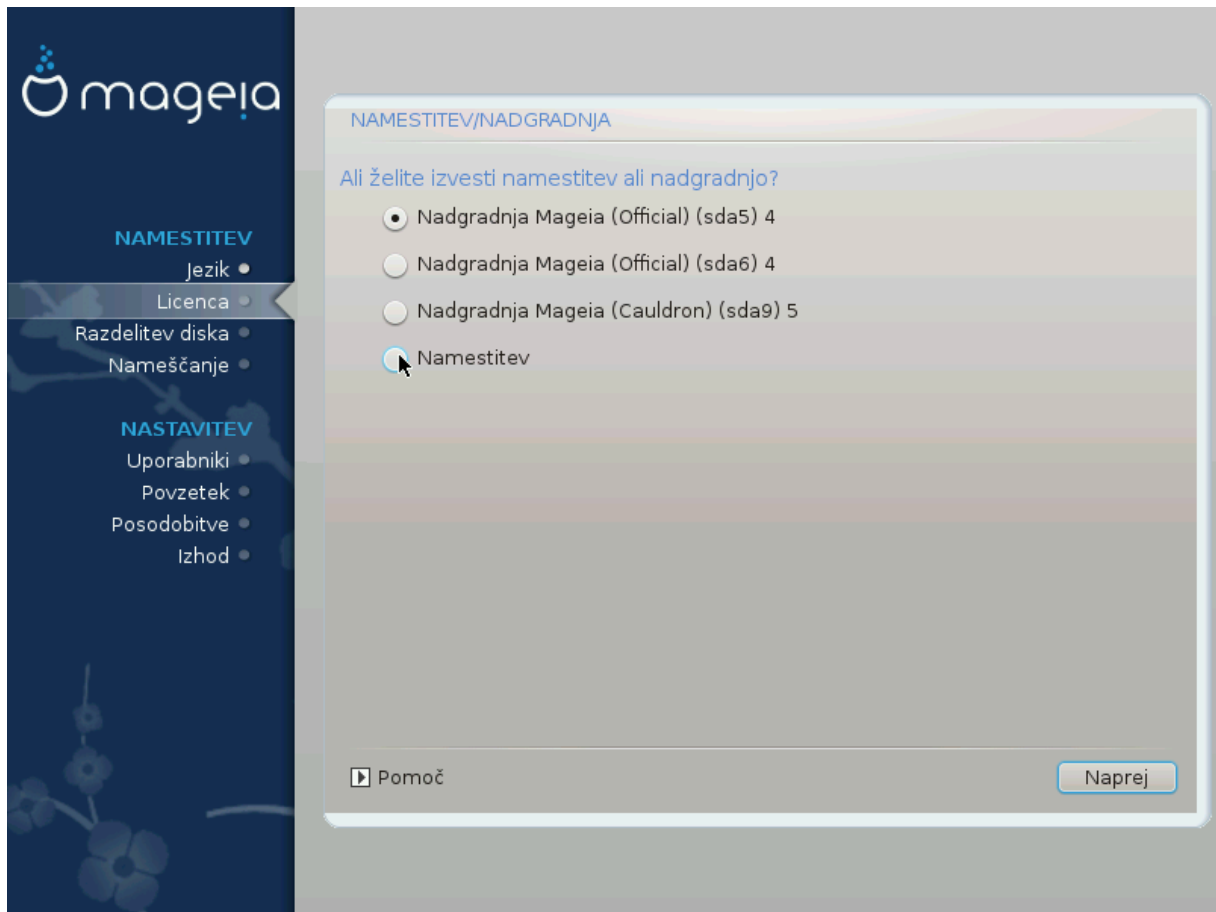 mageia
NAMESTITEV
Jezik
Licenca
Razdelitev diska
Nameščanje
NASTAVITEV
Uporabniki
Povzetek
Posodobitve
Izhod
NAMESTITEV/NADGRADNJA
Ali želite izvesti namestitev ali nadgradnjo?
Nadgradnja Mageia (Official) (sda5) 4
Nadgradnja Mageia (Official) (sda6) 4
Nadgradnja Mageia (Cauldron) (sda9) 5
Namestitev
Pomoč
Naprej